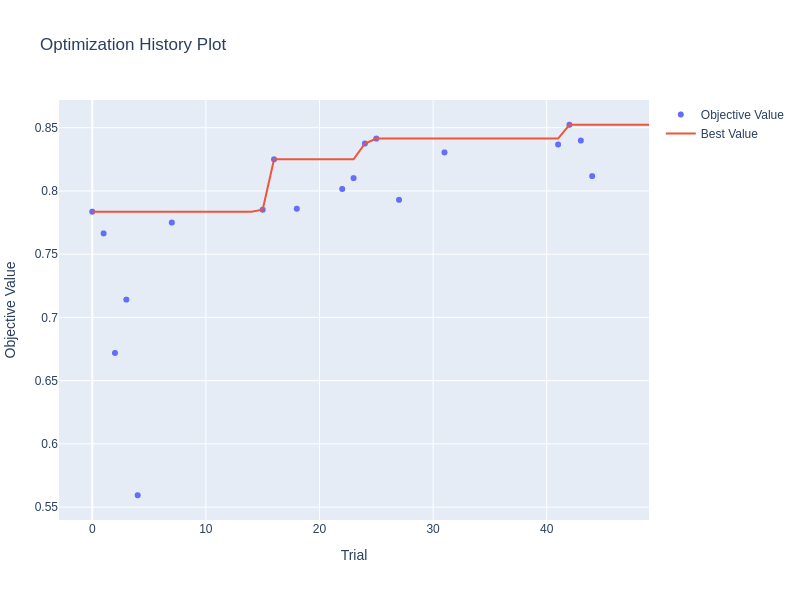 Optimization History Plot
Objective Value
Best Value
0.85
0.8
0.75
0.7
0.65
0.6
0.55
Objective Value
0
10
20
30
40
Trial